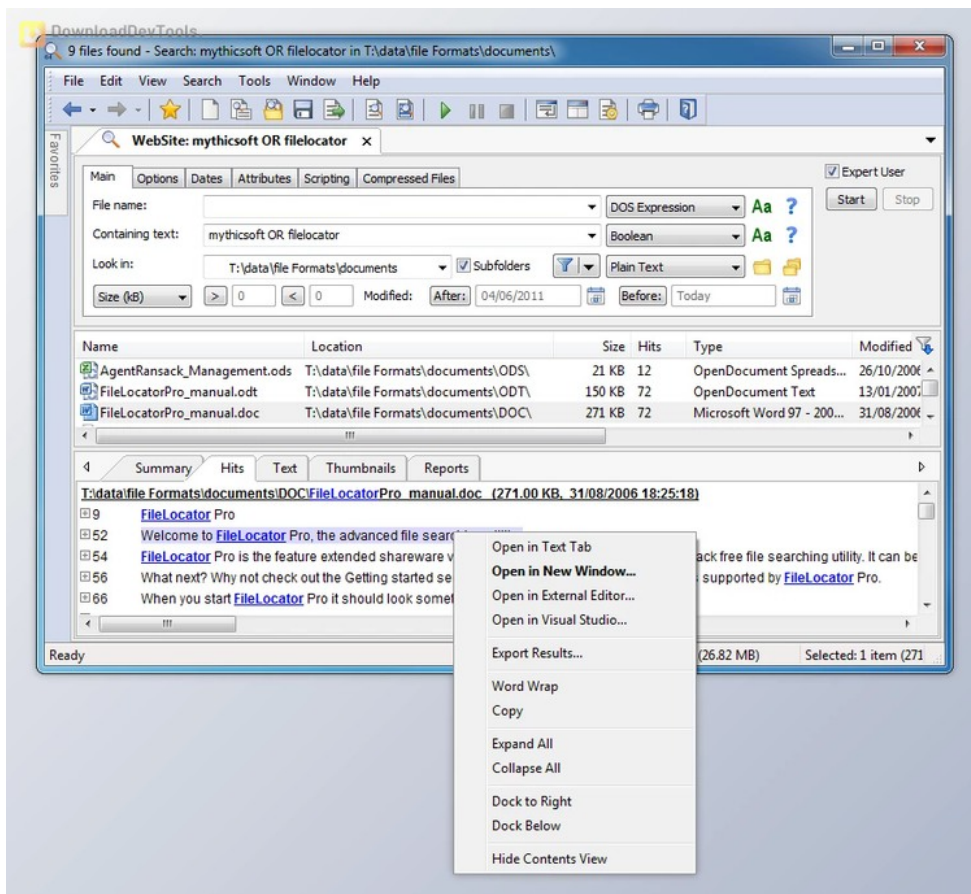 DownloadDevTools
9 files found - Search: mythicsoft OR filelocator in T:\data\file Formats\documents\
File Edit View Search Tools Window Help
Favorites
WebSite: mythicsoft OR filelocator x
Main Options Dates Attributes Scripting Compressed Files
Expert User
File name: DOS Expression Aa ? Start Stop
Containing text: mythicsoft OR filelocator Boolean Aa ?
Look in: T:\data\file Formats\documents Subfolders Plain Text
Size (kB) > 0 < 0 Modified: After: 04/06/2011 Before: Today
Name Location Size Hits Type Modified
AgentRansack_Management.ods T:\data\file Formats\documents\ODS\ 21 KB 12 OpenDocument Spreads... 26/10/2006
FileLocatorPro_manual.odt T:\data\file Formats\documents\ODT\ 150 KB 72 OpenDocument Text 13/01/2007
FileLocatorPro_manual.doc T:\data\file Formats\documents\DOC\ 271 KB 72 Microsoft Word 97 - 200... 31/08/2006
Summary Hits Text Thumbnails Reports
T:\data\file Formats\documents\DOC\FileLocatorPro_manual.doc (271.00 KB, 31/08/2006 18:25:18)
9 FileLocator Pro
52 Welcome to FileLocator Pro, the advanced file sear
54 FileLocator Pro is the feature extended shareware v ack free file searching utility. It can be
56 What next? Why not check out the Getting started se s supported by FileLocator Pro.
66 When you start FileLocator Pro it should look somet
Ready (26.82 MB) Selected: 1 item (271
Open in Text Tab
Open in New Window...
Open in External Editor...
Open in Visual Studio...
Export Results...
Word Wrap
Copy
Expand All
Collapse All
Dock to Right
Dock Below
Hide Contents View